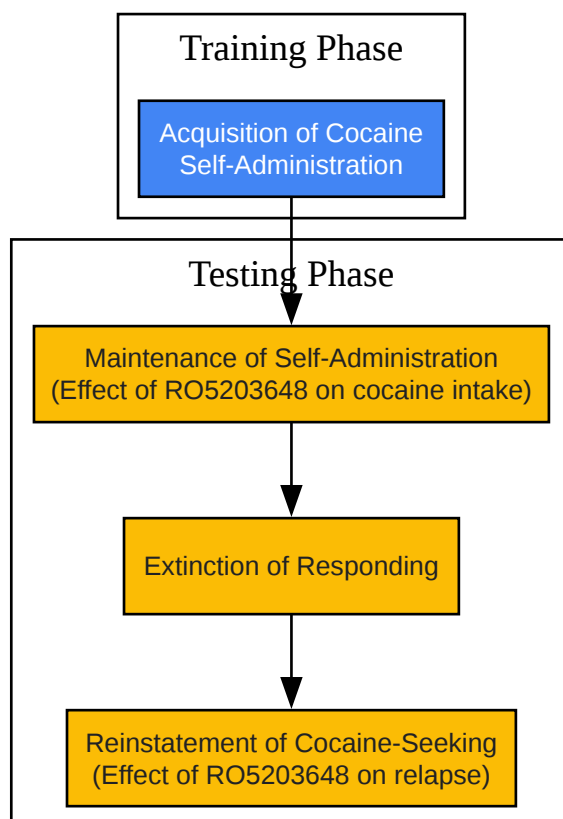 Training Phase
Acquisition of Cocaine
Self-Administration
Testing Phase
Maintenance of Self-Administration
(Effect of RO5203648 on cocaine intake)
Extinction of Responding
Reinstatement of Cocaine-Seeking
(Effect of RO5203648 on relapse)